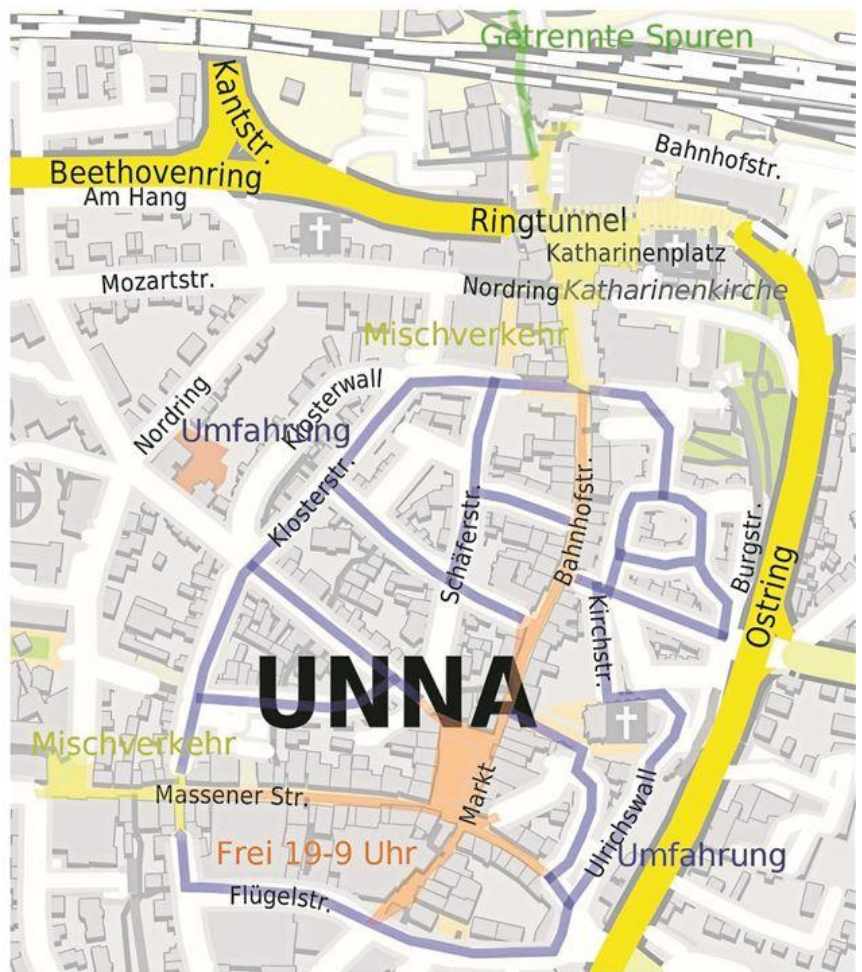 Getrennte Spuren
Kantstr.
Bahnhofstr.
Beethovenring
Am Hang
Ringtunnel
Katharinenplatz
Mozartstr.
Nordring
Katharinenkirche
Mischverkehr
Klosterwall
Nordring
Umfahrung
Klosterstr.
Schäferstr.
Bahnhofstr.
Burgstr.
Ostring
Kirchstr.
UNNA
Mischverkehr
Massener Str.
Markt
Ulrichswall
Frei 19-9 Uhr
Umfahrung
Flügelstr.